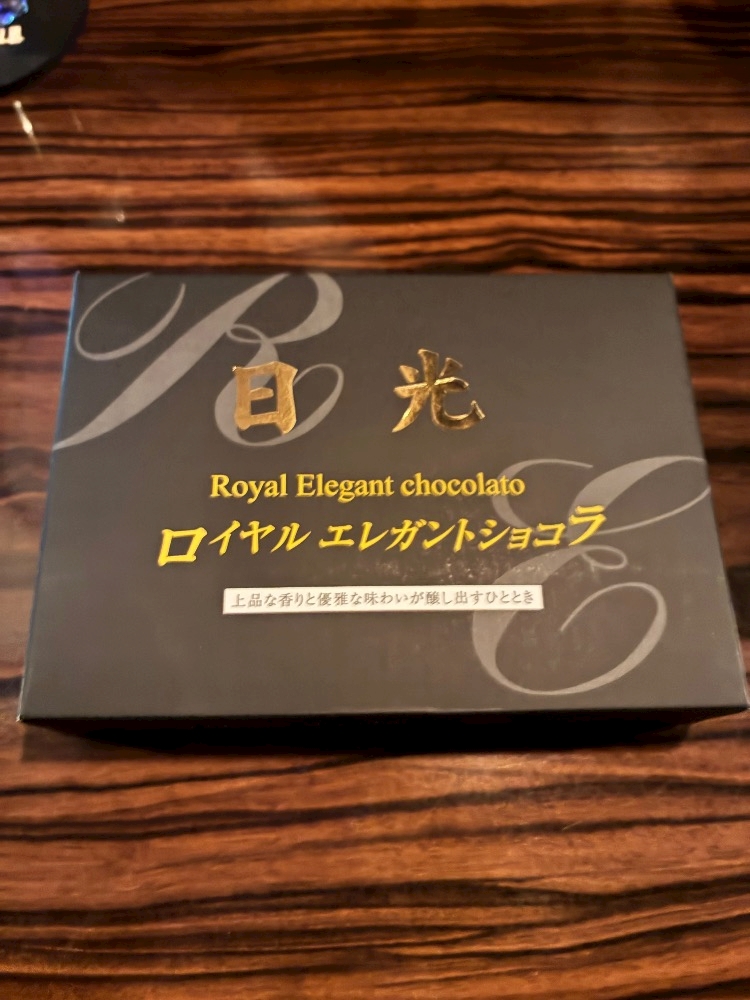 日光
Royal Elegant chocolato
ロイヤル エレガントショコラ
上品な香りと優雅な味わいが醸し出すひととき
R
E